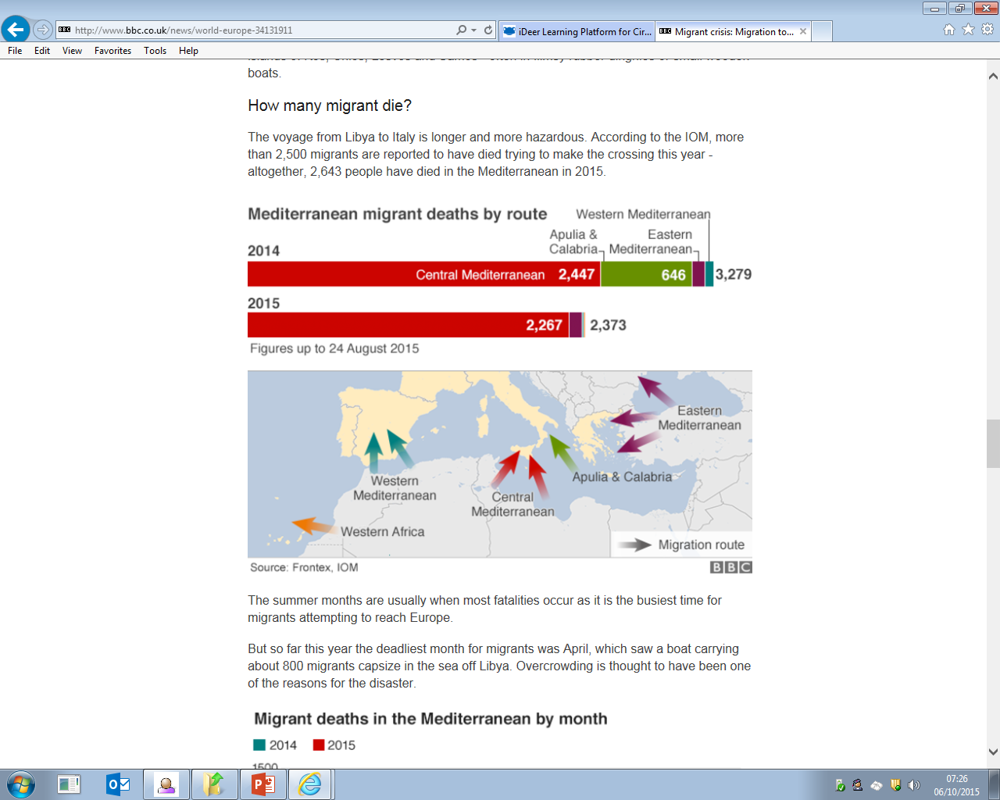 http://www.bbc.co.uk/news/world-europe-34131911
iDeer Learning Platform for Cir...
BBC Migrant crisis: Migration to...
File Edit View Favorites Tools Help
boats.
How many migrant die?
The voyage from Libya to Italy is longer and more hazardous. According to the IOM, more
than 2,500 migrants are reported to have died trying to make the crossing this year -
altogether, 2,643 people have died in the Mediterranean in 2015.
Mediterranean migrant deaths by route
Western Mediterranean
Apulia &
Calabria
Eastern
Mediterranean
2014
Central Mediterranean 2,447 646 3,279
2015
2,267 2,373
Figures up to 24 August 2015
Eastern
Mediterranean
Western
Mediterranean
Apulia & Calabria
Central
Mediterranean
Western Africa
Migration route
Source: Frontex, IOM
BBC
The summer months are usually when most fatalities occur as it is the busiest time for
migrants attempting to reach Europe.
But so far this year the deadliest month for migrants was April, which saw a boat carrying
about 800 migrants capsize in the sea off Libya. Overcrowding is thought to have been one
of the reasons for the disaster.
Migrant deaths in the Mediterranean by month
2014 2015
1500
07:26
06/10/2015